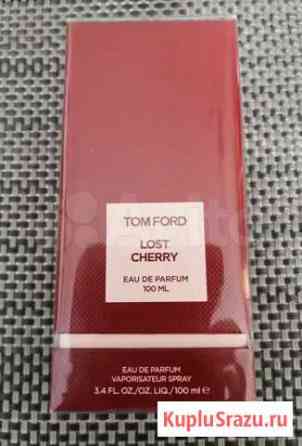 TOM FORD
LOST
CHERRY
EAU DE PARFUM
100 ML
EAU DE PARFUM
VAPORISATEUR SPRAY
3.4 FL. OZ./OZ. LIQ./100 ml ℮
KupluSrazu.ru